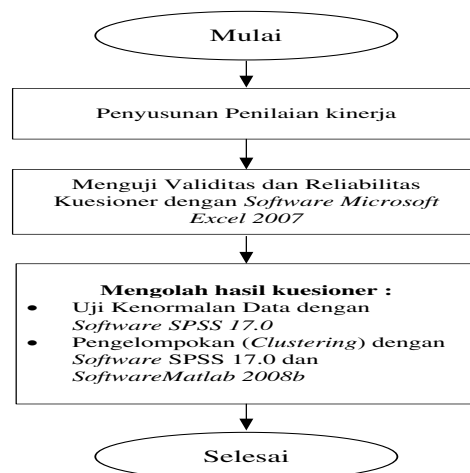 Mulai
Penyusunan Penilaian kinerja
Menguji Validitas dan Reliabilitas
Kuesioner dengan Software Microsoft
Excel 2007
Mengolah hasil kuesioner :
• Uji Kenormalan Data dengan
Software SPSS 17.0
• Pengelompokan (Clustering) dengan
Software SPSS 17.0 dan
SoftwareMatlab 2008b
Selesai